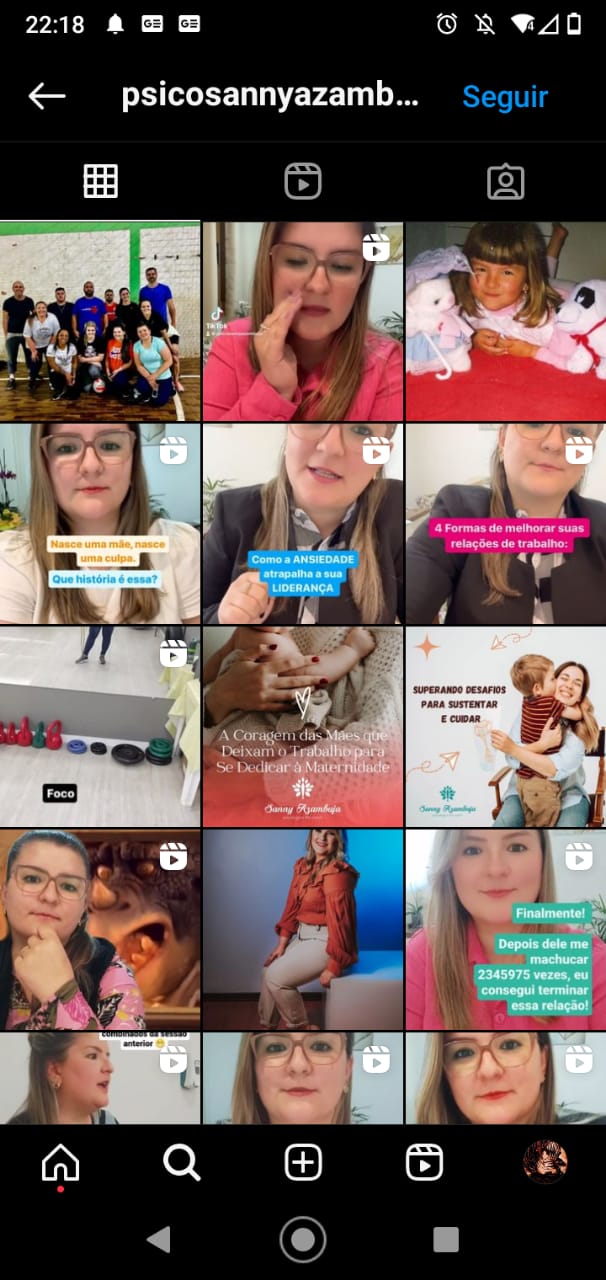 22:18
psicosannyazamb...
Seguir
TikTok
Nasce uma mãe, nasce
uma culpa.
Que história é essa?
Como a ANSIEDADE
atrapalha a sua
LIDERANÇA
4 Formas de melhorar suas
relações de trabalho:
Foco
A Coragem das Mães que
Deixam o Trabalho para
Se Dedicar à Maternidade
Sanny Azambuja
SUPERANDO DESAFIOS
PARA SUSTENTAR
E CUIDAR
Sanny Azambuja
Finalmente!
Depois dele me
machucar
2345975 vezes, eu
consegui terminar
essa relação!
combinados da sessão
anterior